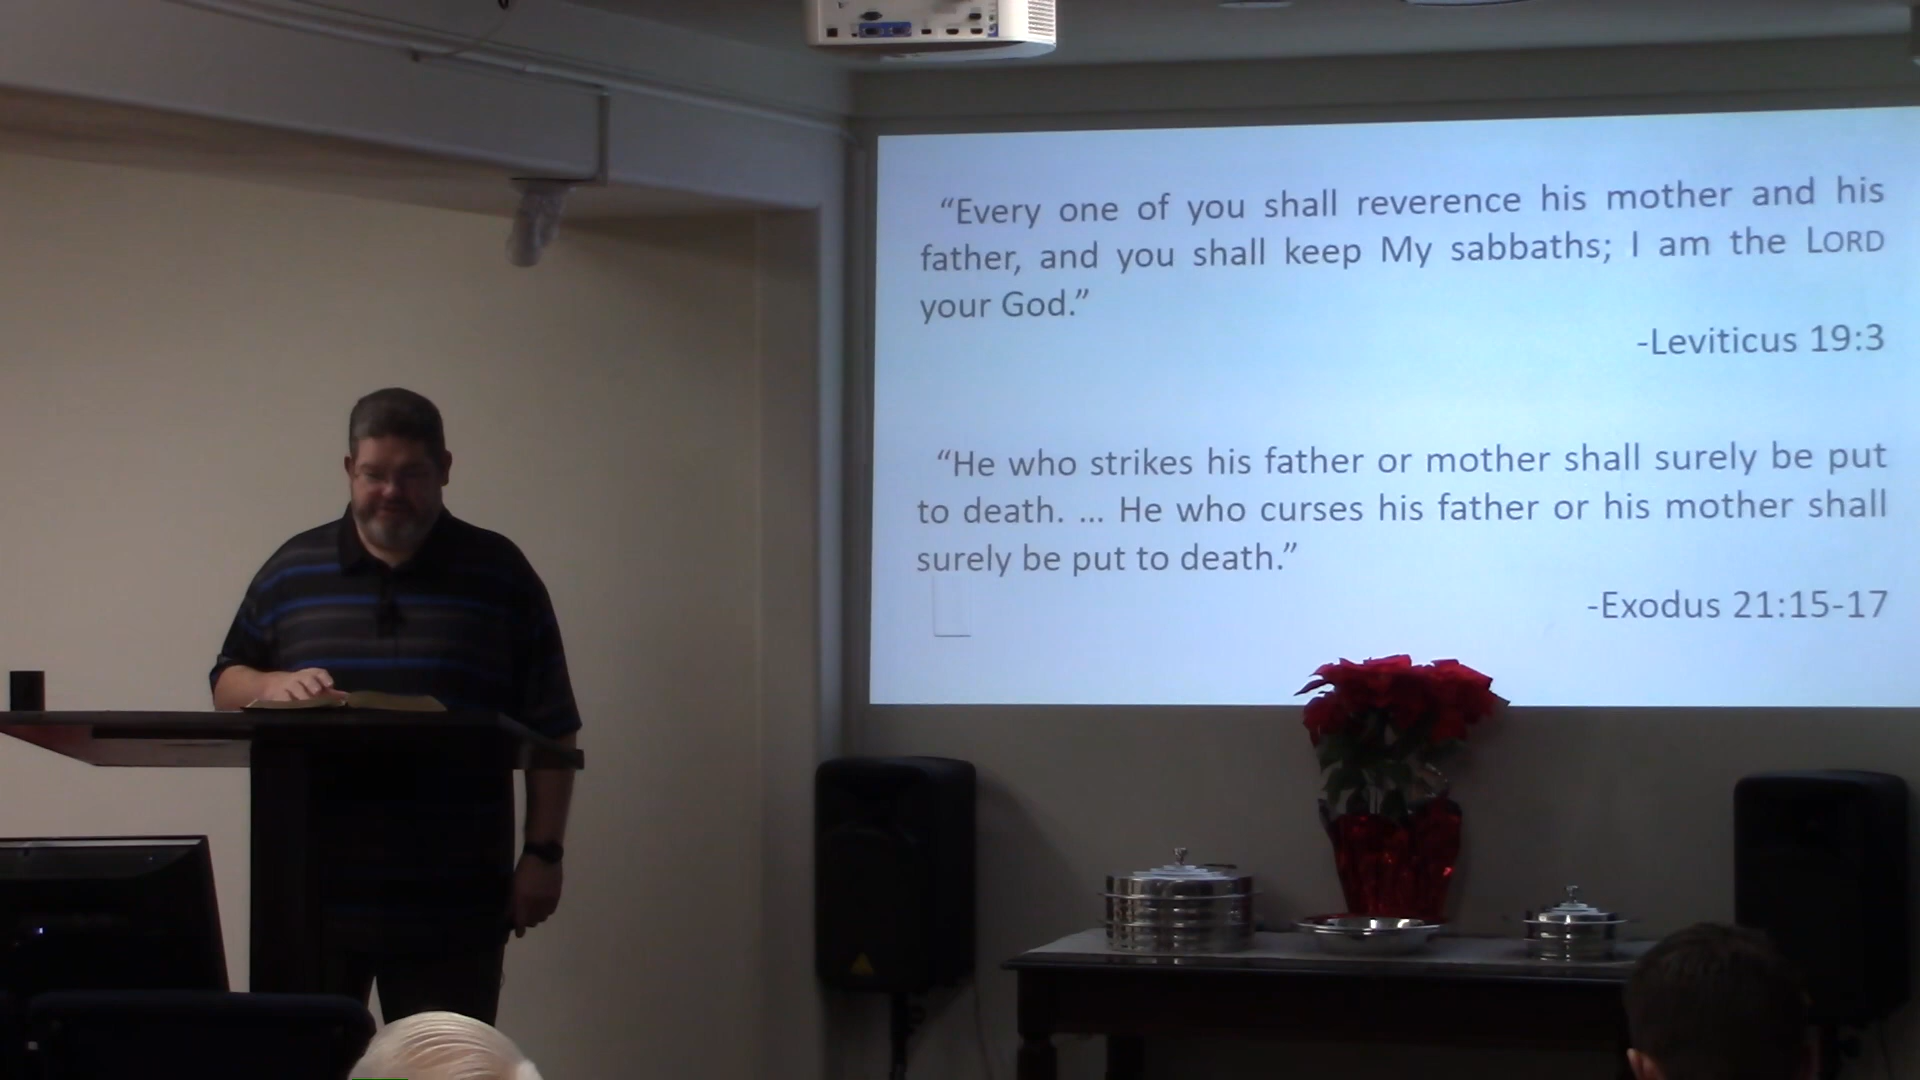 “Every one of you shall reverence his mother and his
father, and you shall keep My sabbaths; I am the LORD
your God.”
-Leviticus 19:3
“He who strikes his father or mother shall surely be put
to death. ... He who curses his father or his mother shall
surely be put to death.”
-Exodus 21:15-17